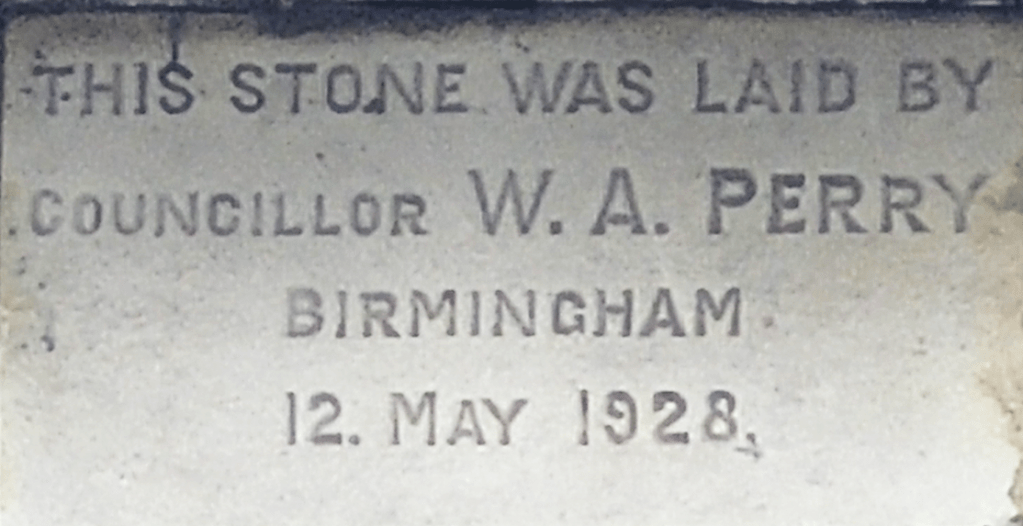 THIS STONE WAS LAID BY
COUNCILLOR W. A. PERRY
BIRMINGHAM
12. MAY 1928.